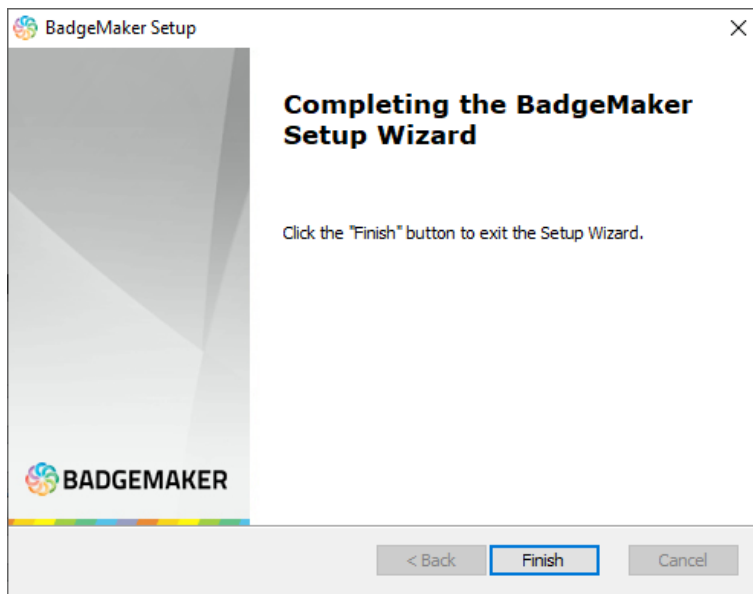 BadgeMaker Setup
Completing the BadgeMaker
Setup Wizard
Click the "Finish" button to exit the Setup Wizard.
BADGEMAKER
< Back
Finish
Cancel